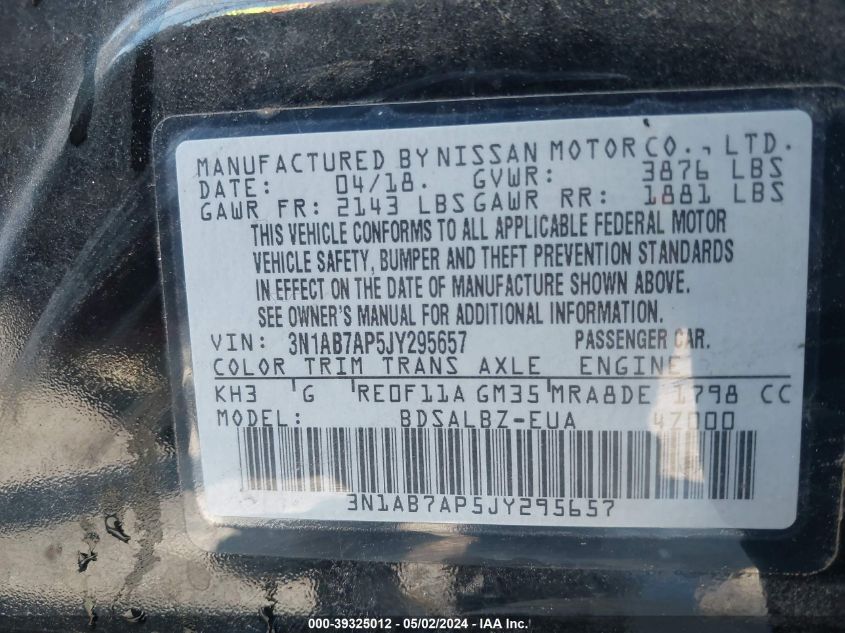 MANUFACTURED BY NISSAN MOTOR CO., LTD.
DATE: 04/18. GVWR: 3876 LBS
GAWR FR: 2143 LBS GAWR RR: 1881 LBS
THIS VEHICLE CONFORMS TO ALL APPLICABLE FEDERAL MOTOR
VEHICLE SAFETY, BUMPER AND THEFT PREVENTION STANDARDS
IN EFFECT ON THE DATE OF MANUFACTURE SHOWN ABOVE.
SEE OWNER'S MANUAL FOR ADDITIONAL INFORMATION.
VIN: 3N1AB7AP5JY295657 PASSENGER CAR.
COLOR TRIM TRANS AXLE ENGINE
KH3 G RE0F11A GM35 MRA8DE 1798 CC
MODEL: BDSALBZ-EUA 47000
3N1AB7AP5JY295657
000-39325012 - 05/02/2024 - IAA Inc.